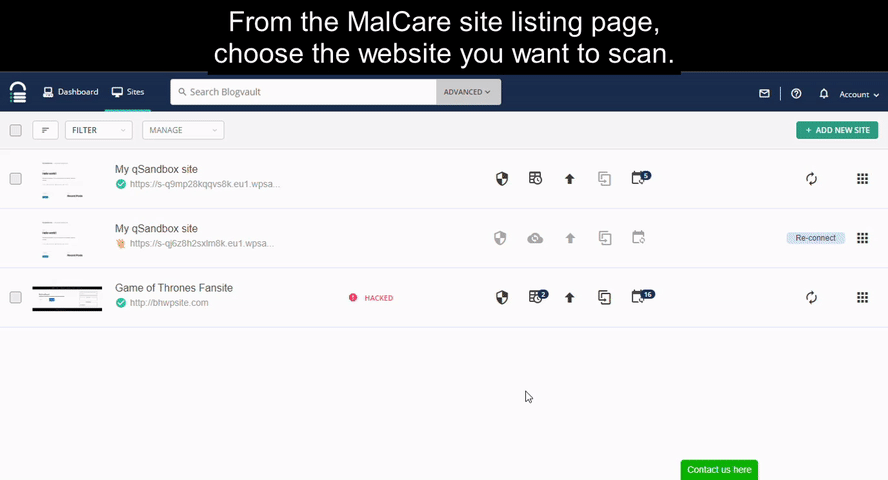 From the MalCare site listing page,
choose the website you want to scan.
Dashboard Sites Search Blogvault ADVANCED Account
FILTER MANAGE + ADD NEW SITE
My qSandbox site
https://s-q9mp28kqqvs8k.eu1.wpsa...
5
My qSandbox site
https://s-qj6z8h2sxlm8k.eu1.wpsa...
Re-connect
Game of Thrones Fansite
http://bhwpsite.com
HACKED
2 16
Contact us here